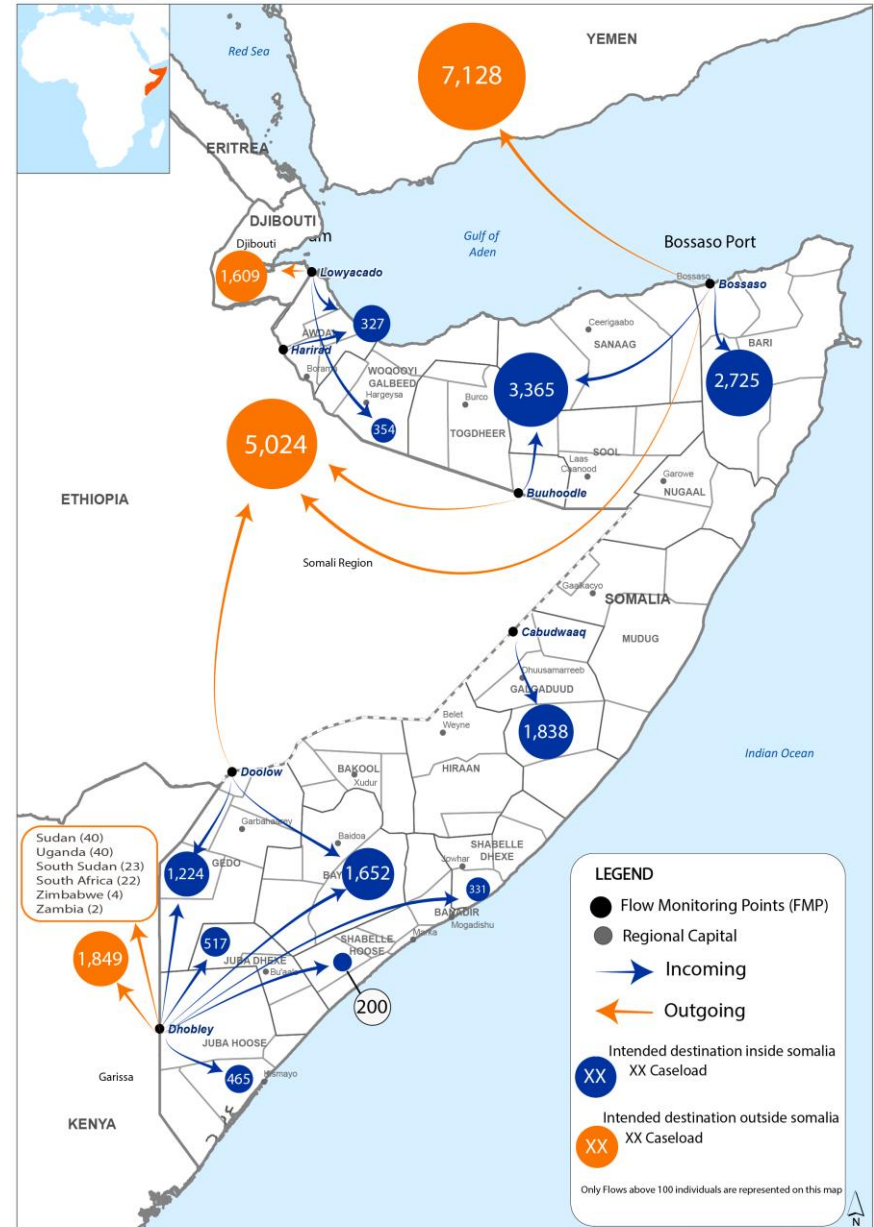 Red Sea
YEMEN
7,128
ERITREA
DJIBOUTI
Djibouti
um
Gulf of
Aden
Bossaso Port
1,609
Lowyacado
Bossaso
Bossaso
327
AWDAL
Harirad
Borama
WOQOOYI
GALBEED
Hargeysa
354
Ceerigaabo
SANAAG
BARI
3,365
2,725
Burco
TOGDHEER
SOOL
Laas
Caanood
Garowe
NUGAAL
5,024
Buuhoodle
ETHIOPIA
Somali Region
Gaalkacyo
SOMALIA
Cabudwaaq
MUDUG
Dhuusamarreeb
GALGADUUD
Belet
Weyne
1,838
Indian Ocean
Doolow
BAKOOL
Xudur
HIRAAN
Garbahaarey
Baidoa
SHABELLE
DHEXE
Jowhar
Sudan (40)
Uganda (40)
South Sudan (23)
South Africa (22)
Zimbabwe (4)
Zambia (2)
GEDO
1,224
BAY
1,652
331
BANADIR
Mogadishu
1,849
517
JUBA DHEXE
Bu'aale
SHABELLE
HOOSE
Marka
200
Dhobley
JUBA HOOSE
Garissa
465
Kismayo
KENYA
LEGEND
Flow Monitoring Points (FMP)
Regional Capital
Incoming
Outgoing
Intended destination inside somalia
XX
XX Caseload
Intended destination outside somalia
XX
XX Caseload
Only Flows above 100 individuals are represented on this map
N